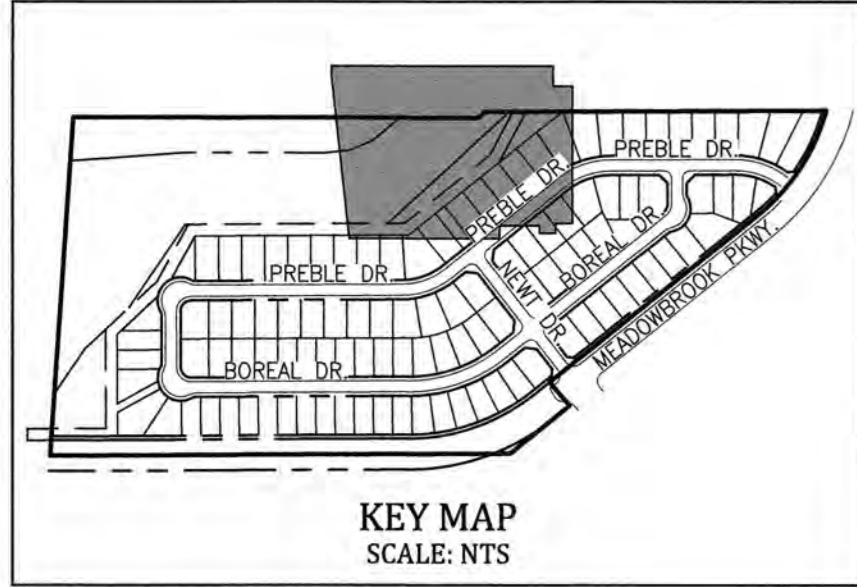 PREBLE DR.
PREBLE DR.
PREBLE DR.
BOREAL DR.
NEWT DR.
MEADOWBROOK PKWY.
BOREAL DR.
KEY MAP
SCALE: NTS